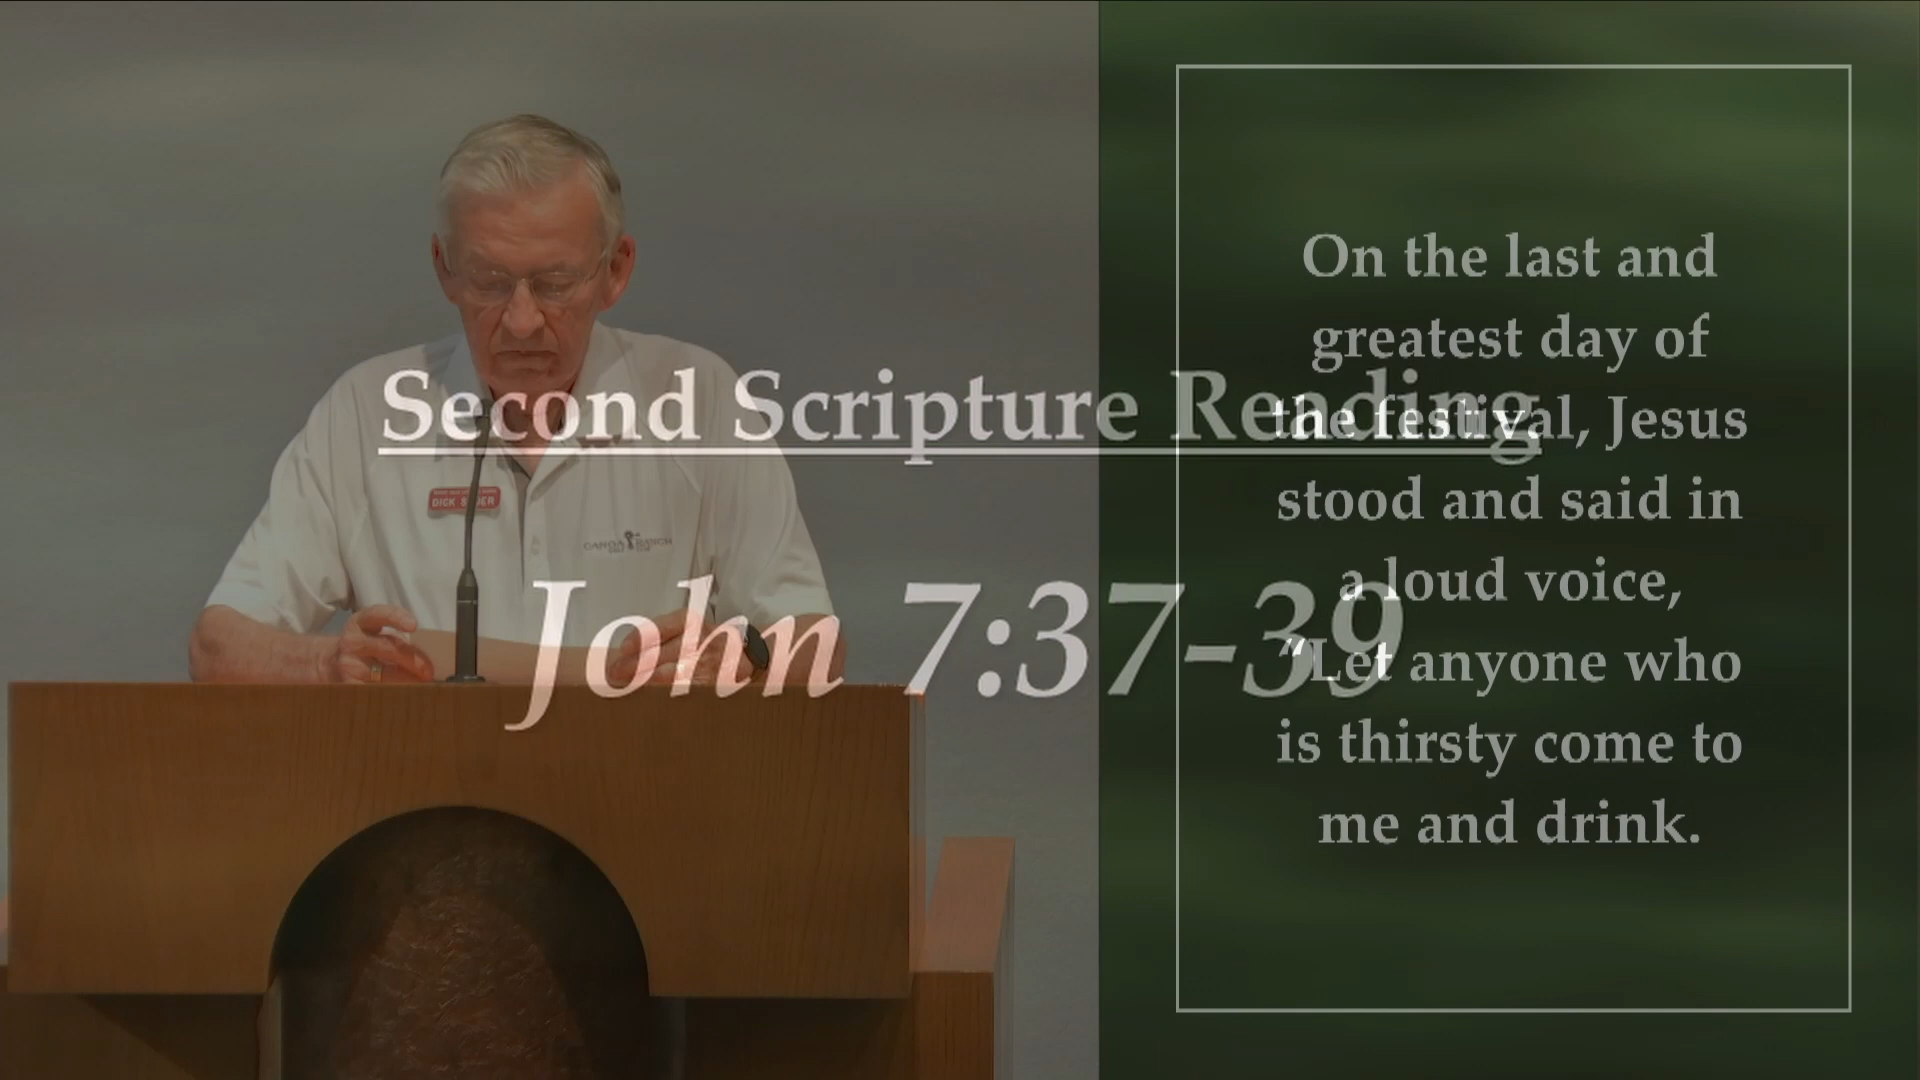 Second Scripture Reading
John 7:37-39
On the last and
greatest day of
the festival, Jesus
stood and said in
a loud voice,
“Let anyone who
is thirsty come to
me and drink.
DICK
RANCH